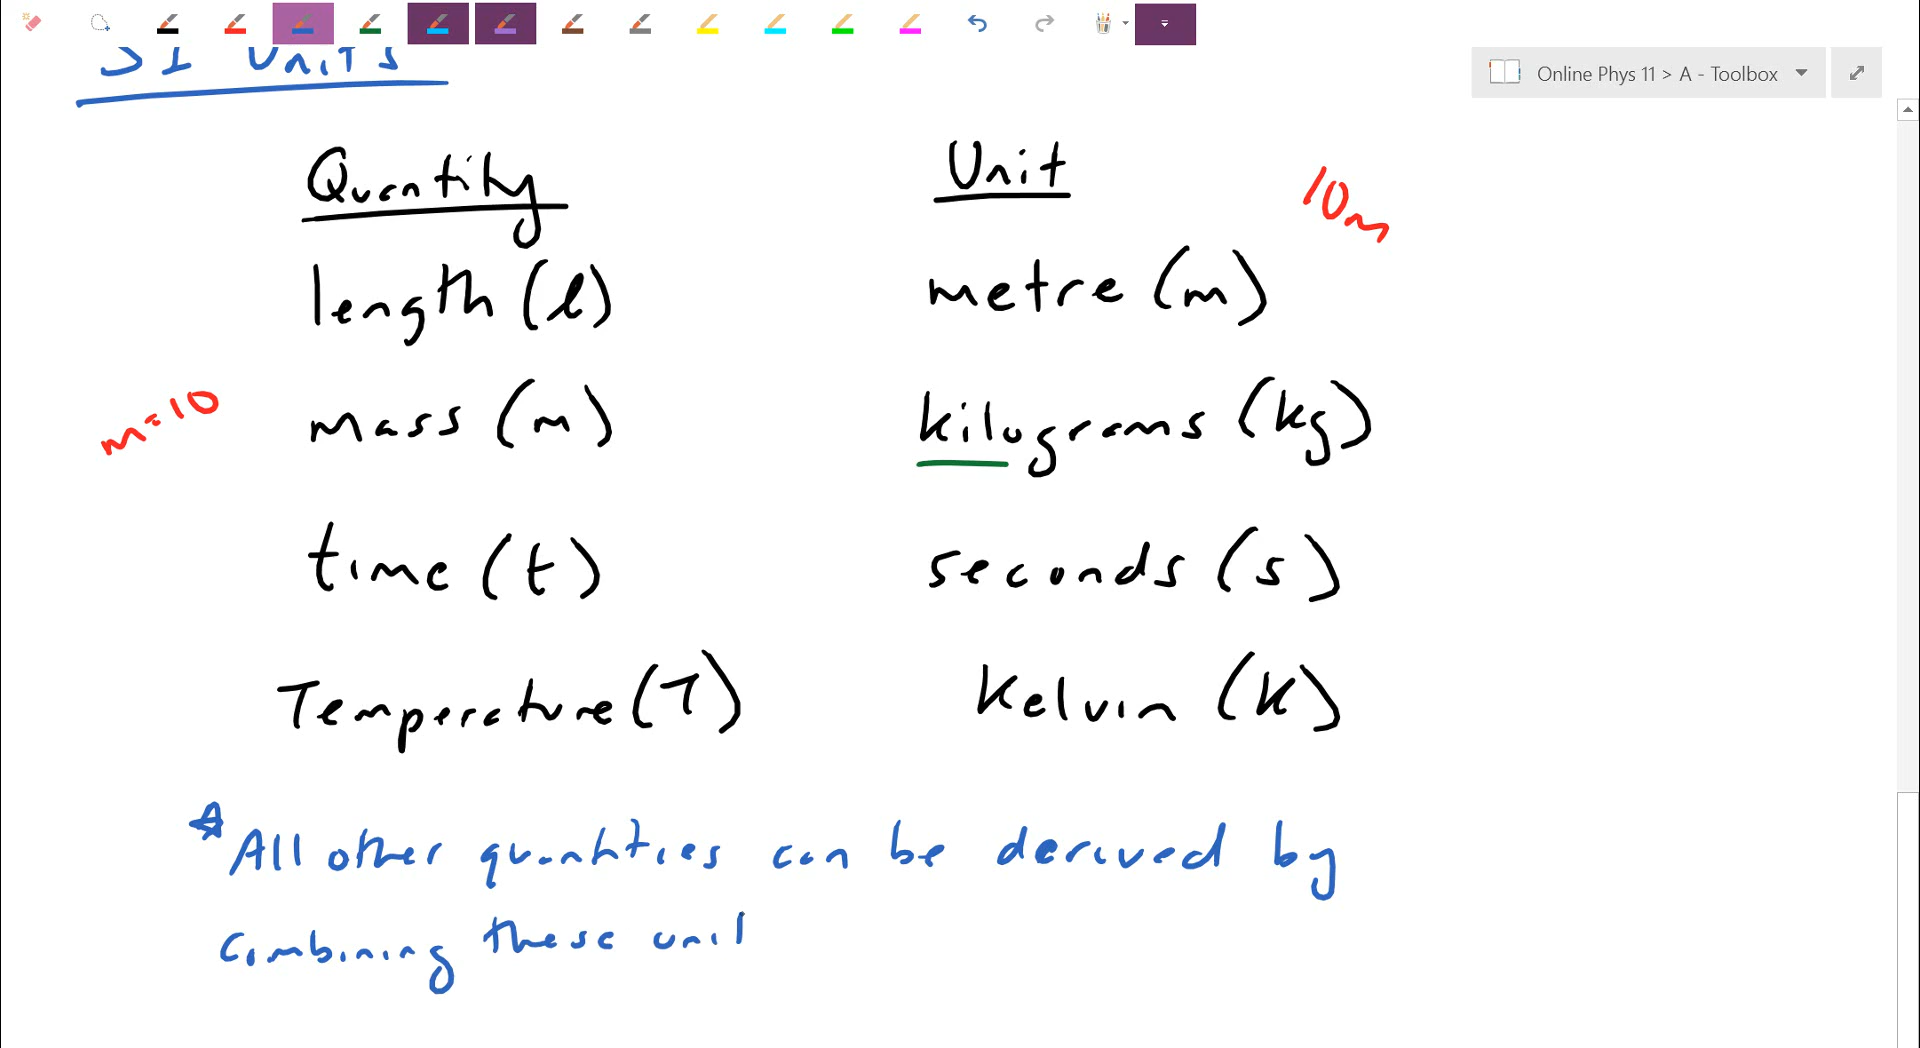 SI Units
Online Phys 11 > A - Toolbox
Quantity Unit
10m
length (l) metre (m)
m=10
mass (m) kilograms (kg)
time (t) seconds (s)
Temperature (T) Kelvin (K)
All other quantities can be derived by
combining these unit